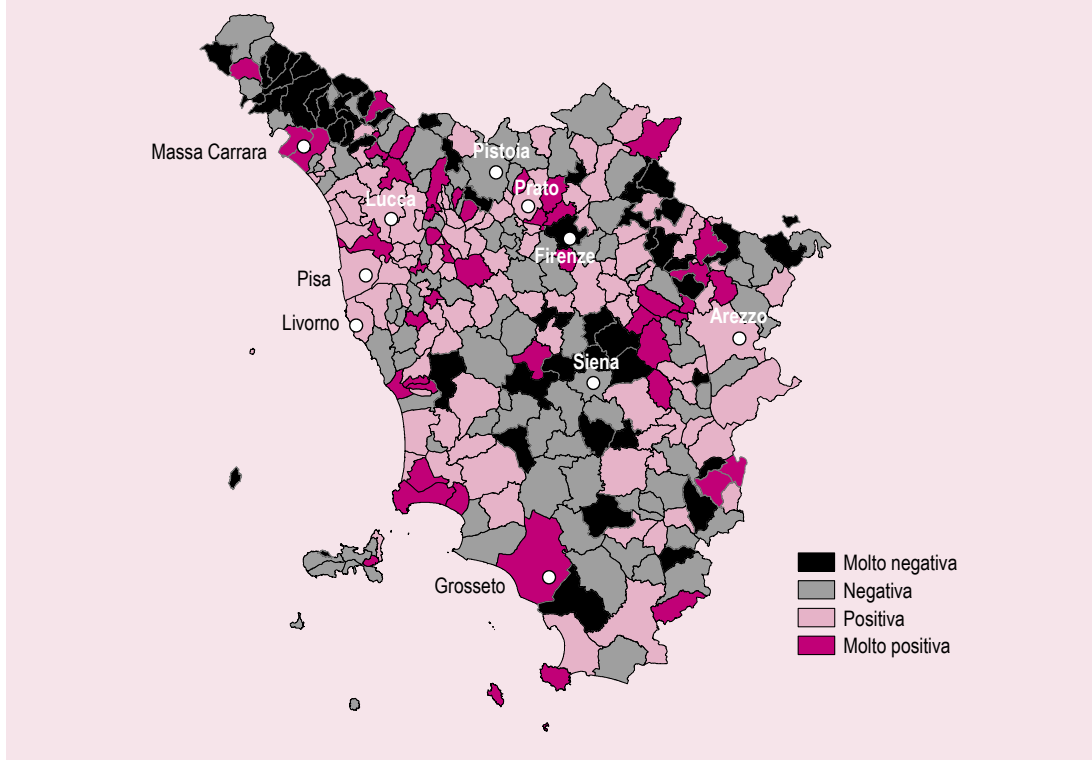 Massa Carrara
Pistoia
Prato
Lucca
Firenze
Pisa
Livorno
Arezzo
Siena
Grosseto
Molto negativa
Negativa
Positiva
Molto positiva